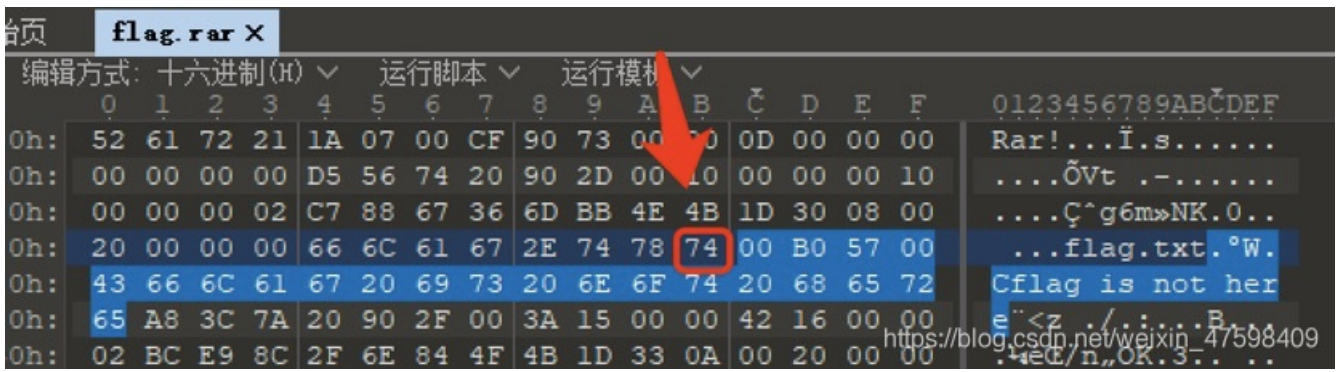 始页 flag.rar ×
编辑方式: 十六进制(H) 运行脚本 运行模板
0 1 2 3 4 5 6 7 8 9 A B C D E F 0123456789ABCDEF
0h: 52 61 72 21 1A 07 00 CF 90 73 00 00 0D 00 00 00 Rar!...Ï.s......
0h: 00 00 00 00 D5 56 74 20 90 2D 00 10 00 00 00 10 ....ÕVt .-......
0h: 00 00 00 02 C7 88 67 36 6D BB 4E 4B 1D 30 08 00 ....Çˆg6m»NK.0..
0h: 20 00 00 00 66 6C 61 67 2E 74 78 74 00 B0 57 00 ...flag.txt.°W.
0h: 43 66 6C 61 67 20 69 73 20 6E 6F 74 20 68 65 72 Cflag is not her
0h: 65 A8 3C 7A 20 90 2F 00 3A 15 00 00 42 16 00 00 e¨<z ./.:...B...
0h: 02 BC E9 8C 2F 6E 84 4F 4B 1D 33 0A 00 20 00 00 .¼éŒ/n„OK.3.. ..
https://blog.csdn.net/weixin_47598409